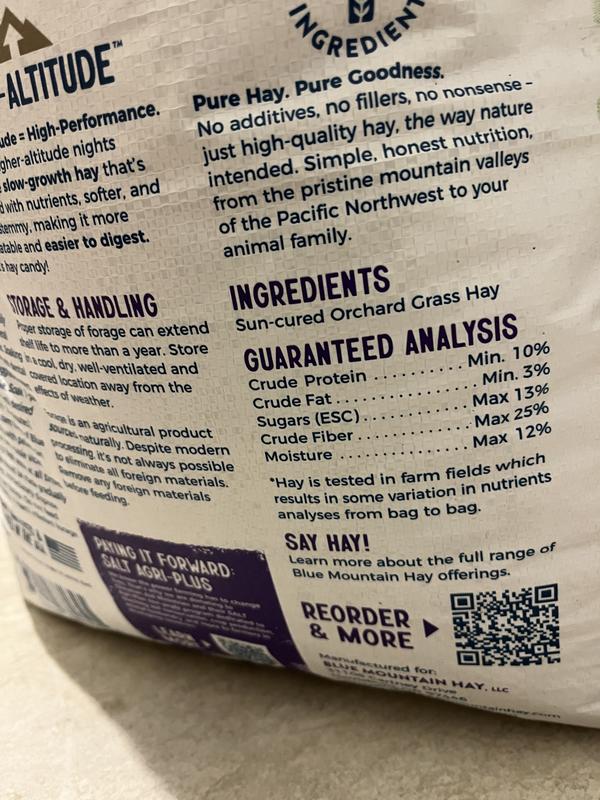 -ALTITUDE™
ude = High-Performance.
gher-altitude nights
slow-growth hay that's
d with nutrients, softer, and
stemmy, making it more
atable and easier to digest.
's hay candy!
STORAGE & HANDLING
Proper storage of forage can extend
shelf life to more than a year. Store
in a cool, dry, well-ventilated and
covered location away from the
effects of weather.
is an agricultural product
naturally. Despite modern
processing, it's not always possible
to eliminate all foreign materials.
Remove any foreign materials
before feeding.
PAYING IT FORWARD:
SALT AGRI-PLUS
INGREDIENT
Pure Hay. Pure Goodness.
No additives, no fillers, no nonsense –
just high-quality hay, the way nature
intended. Simple, honest nutrition,
from the pristine mountain valleys
of the Pacific Northwest to your
animal family.
INGREDIENTS
Sun-cured Orchard Grass Hay
GUARANTEED ANALYSIS
Crude Protein .......... Min. 10%
Crude Fat .............. Min. 3%
Sugars (ESC) ............ Max 13%
Crude Fiber ............. Max 25%
Moisture ................ Max 12%
*Hay is tested in farm fields which
results in some variation in nutrients
analyses from bag to bag.
SAY HAY!
Learn more about the full range of
Blue Mountain Hay offerings.
REORDER
& MORE
Manufactured for:
BLUE MOUNTAIN HAY, LLC
Drive